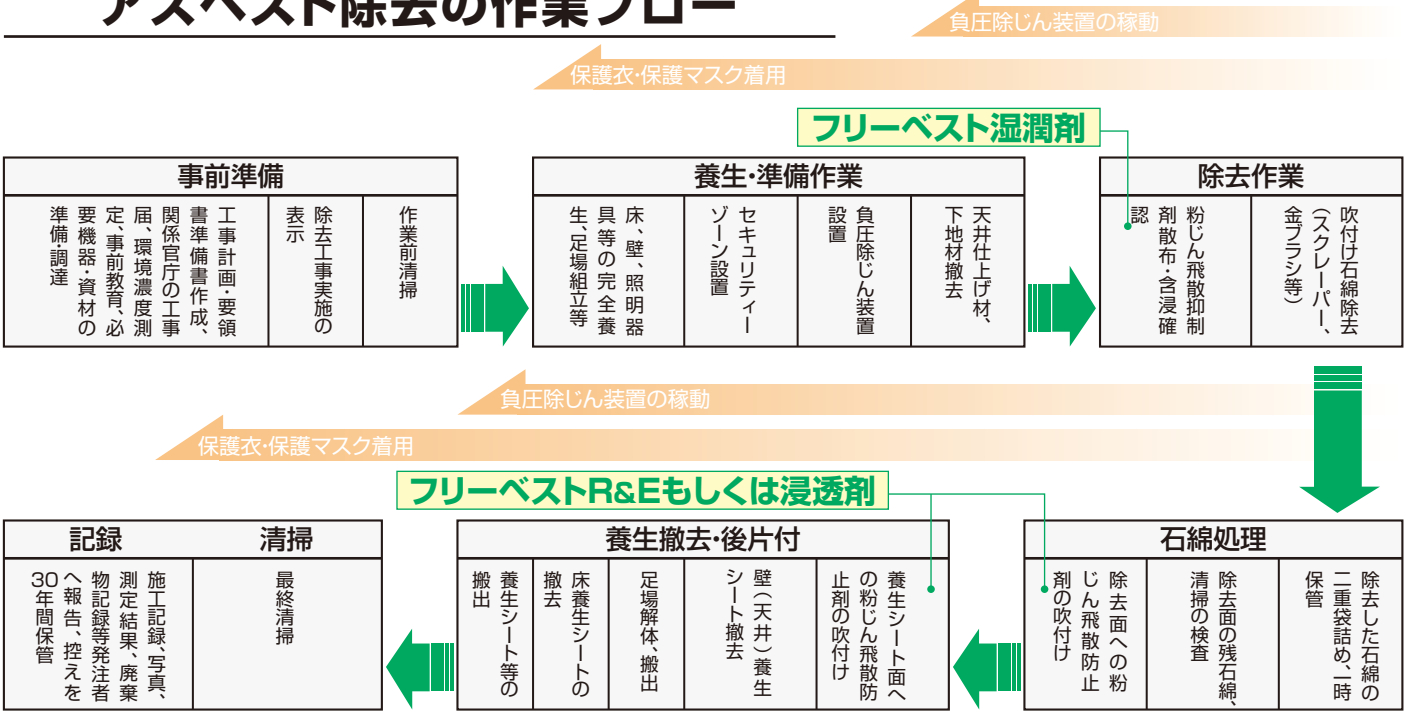 アスベスト除去の作業フロー
負圧除じん装置の稼動
保護衣・保護マスク着用
フリーベスト湿潤剤
事前準備
工事計画・要領
書準備書作成、
関係官庁の工事
届、環境濃度測
定、事前教育、必
要機器・資材の
準備・調達
除去工事実施の
表示
作業前清掃
養生・準備作業
床、壁、照明器
具等の完全養
生、足場組立等
セキュリティー
ゾーン設置
負圧除じん装置
設置
天井仕上げ材、
下地材撤去
除去作業
粉じん飛散抑制
剤散布・含浸確
認
吹付け石綿除去
（スクレーパー、
金ブラシ等）
負圧除じん装置の稼動
保護衣・保護マスク着用
フリーベストR&Eもしくは浸透剤
石綿処理
除去した石綿の
二重袋詰め、一時
保管
除去面の残石綿、
清掃の検査
除去面への粉
じん飛散防止
剤の吹付け
養生撤去・後片付
養生シート面へ
の粉じん飛散防
止剤の吹付け
壁（天井）養生
シート撤去
足場解体、搬出
床養生シートの
撤去
養生シート等の
搬出
清掃
最終清掃
記録
施工記録、写真、
測定結果、廃棄
物記録等発注者
へ報告、控えを
30年間保管